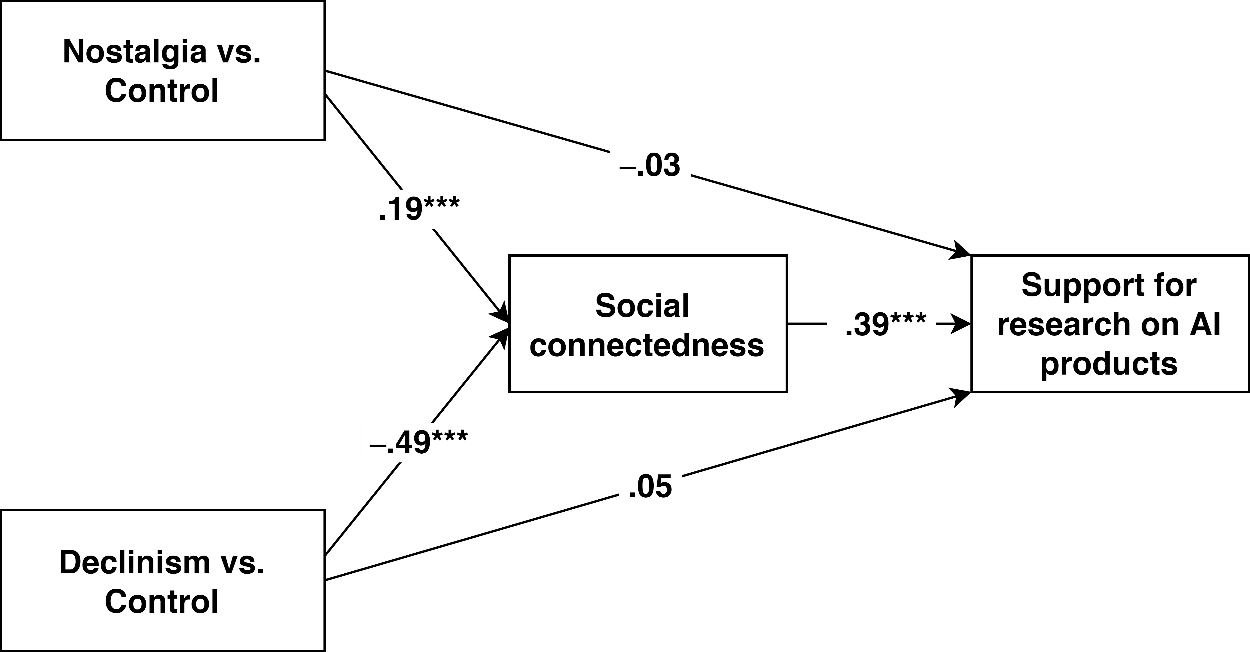 Nostalgia vs.
Control
–.03
.19***
Social
connectedness
.39***
Support for
research on AI
products
–.49***
.05
Declinism vs.
Control